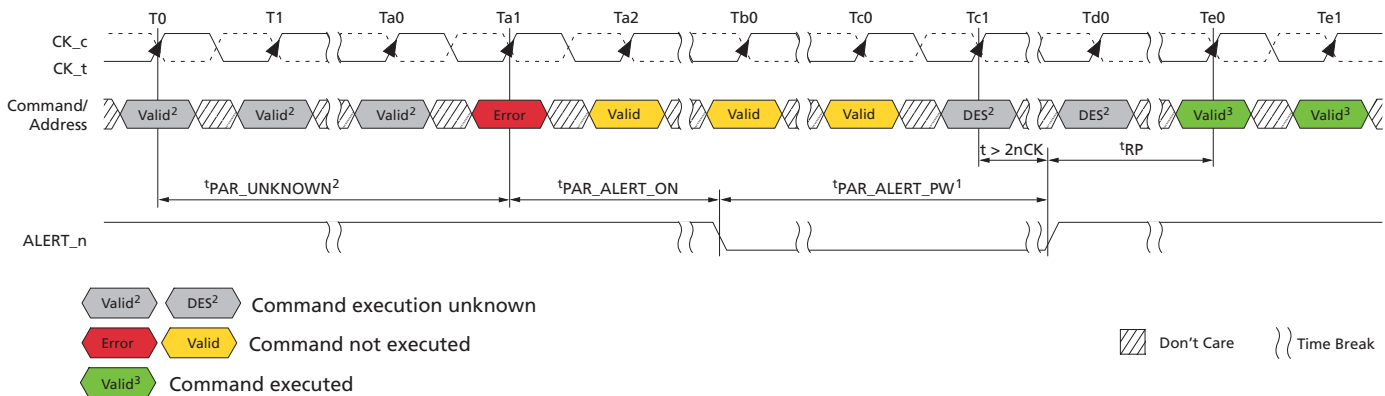 T0 T1 Ta0 Ta1 Ta2 Tb0 Tc0 Tc1 Td0 Te0 Te1
CK_c
CK_t
Command/
Address
Valid² Valid² Valid² Error Valid Valid Valid DES² DES² Valid³ Valid³
t > 2nCK tRP
tPAR_UNKNOWN² tPAR_ALERT_ON tPAR_ALERT_PW¹
ALERT_n
Valid² DES² Command execution unknown
Error Valid Command not executed
Don't Care Time Break
Valid³ Command executed